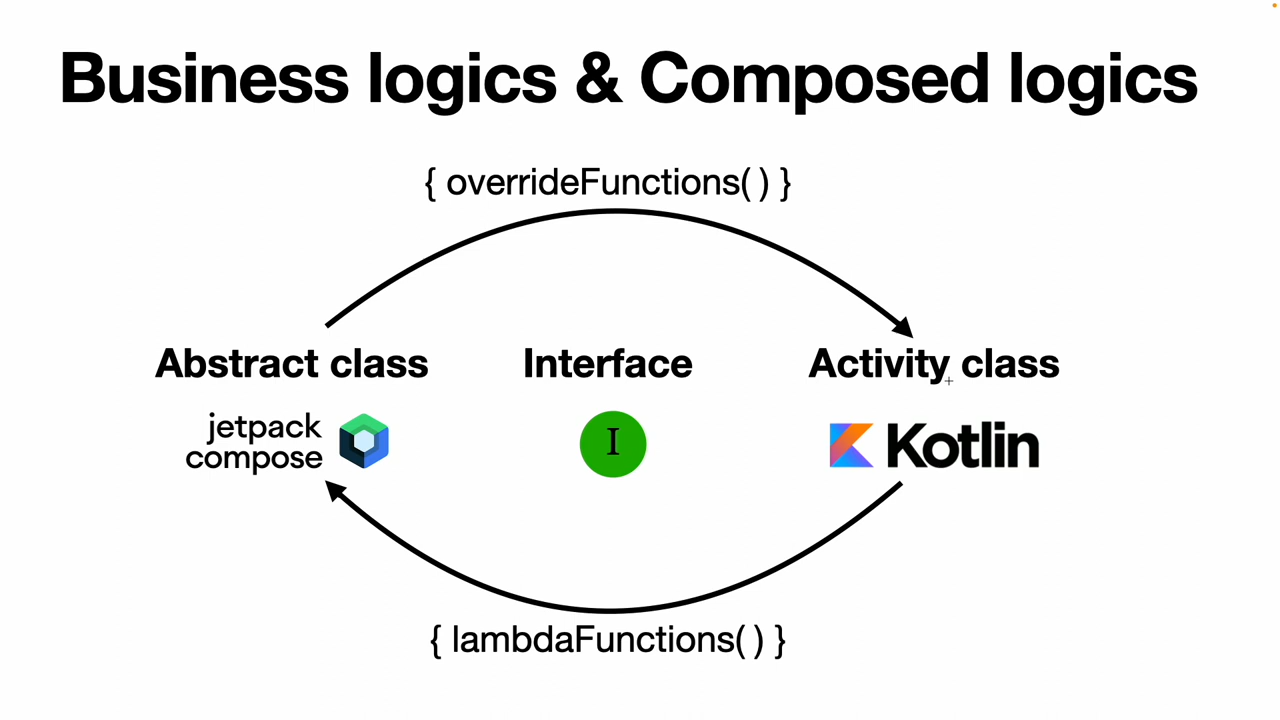 Business logics & Composed logics
{ overrideFunctions( ) }
Abstract class
Interface
Activity class
jetpack
compose
I
Kotlin
{ lambdaFunctions( ) }